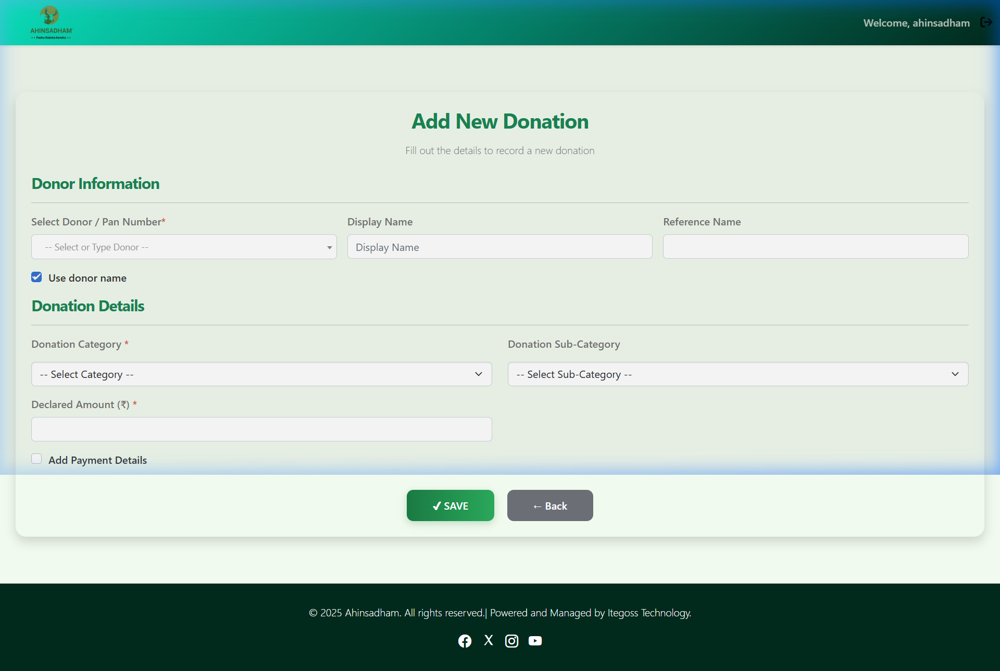 AHINSADHAM
Pashu Raksha Kendra
Welcome, ahinsadham
Add New Donation
Fill out the details to record a new donation
Donor Information
Select Donor / Pan Number*
Display Name
Reference Name
-- Select or Type Donor --
Display Name
Use donor name
Donation Details
Donation Category *
Donation Sub-Category
-- Select Category --
-- Select Sub-Category --
Declared Amount (₹) *
Add Payment Details
✓ SAVE
← Back
© 2025 Ahinsadham. All rights reserved.| Powered and Managed by Itegoss Technology.